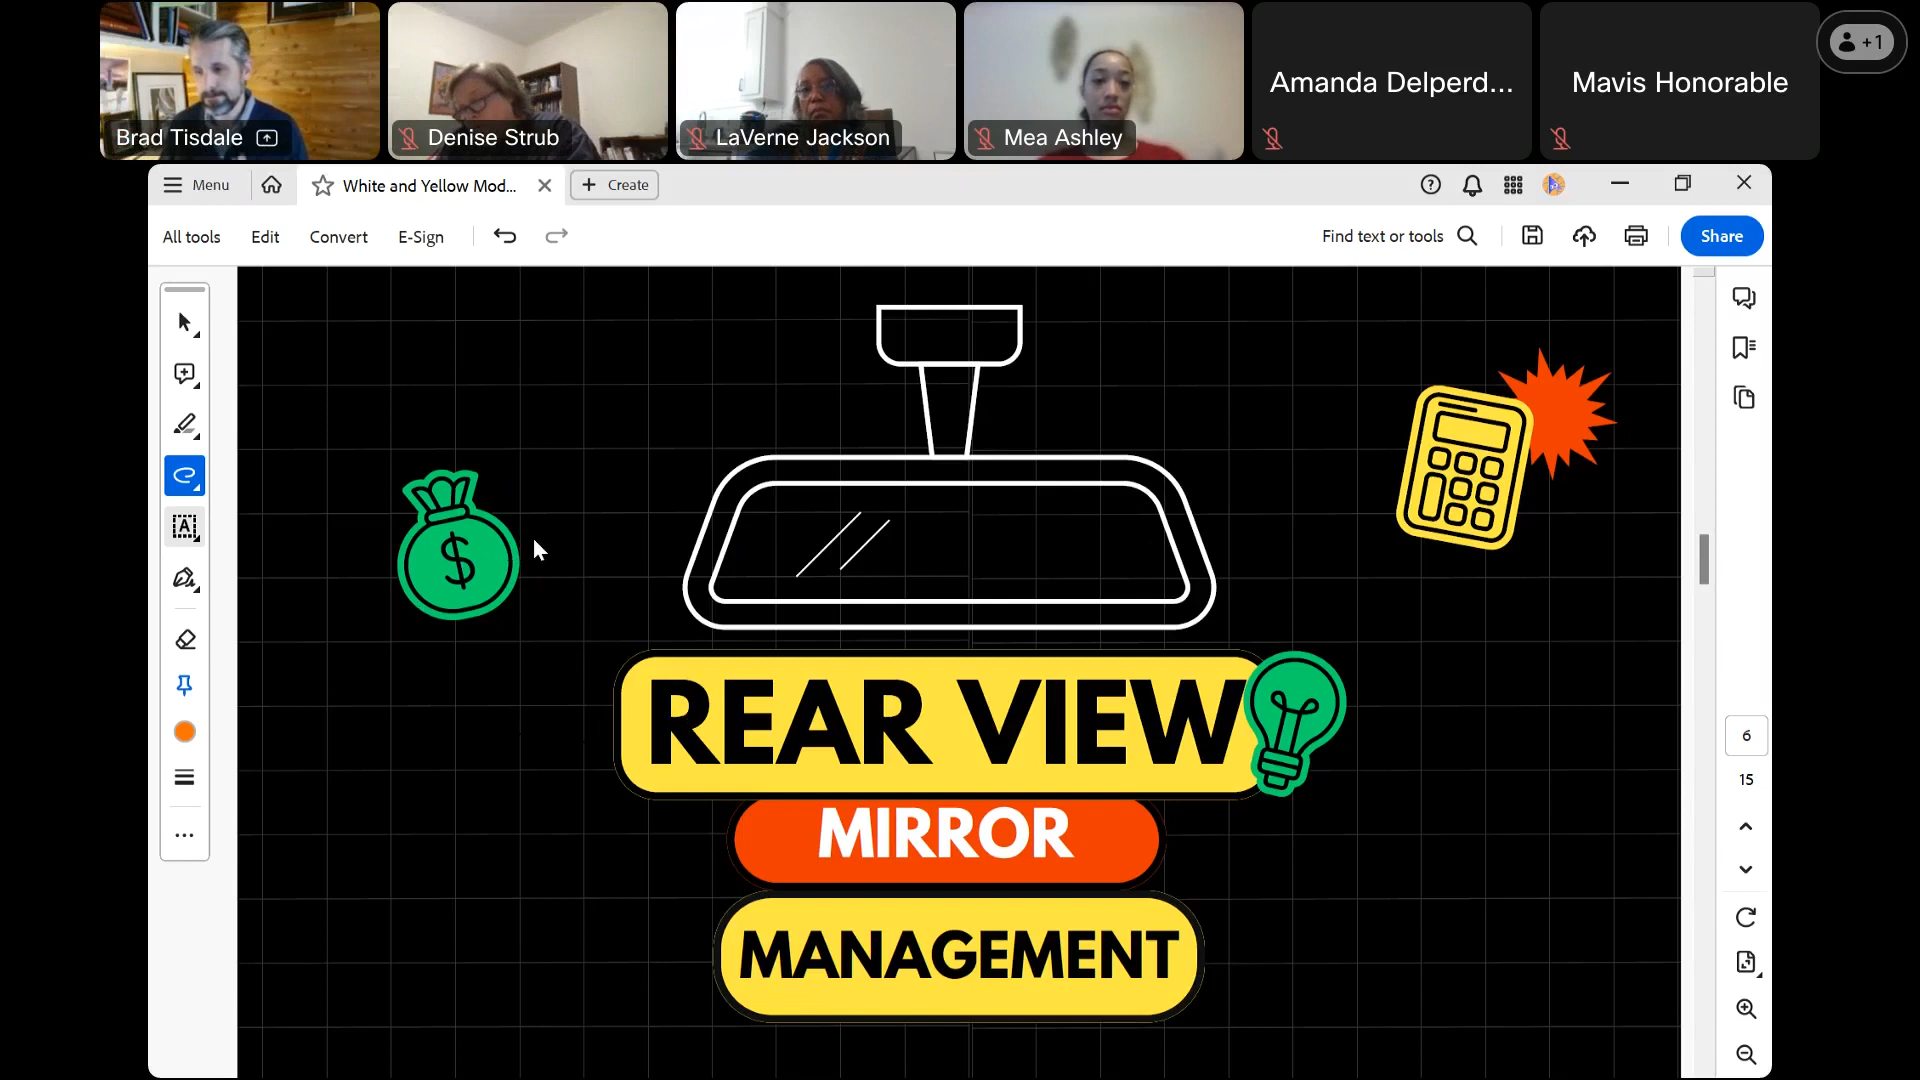 Brad Tisdale
Denise Strub
LaVerne Jackson
Mea Ashley
Amanda Delperd...
Mavis Honorable
+1
Menu
White and Yellow Mod...
Create
All tools
Edit
Convert
E-Sign
Find text or tools
Share
$
REAR VIEW
MIRROR
MANAGEMENT
6
15